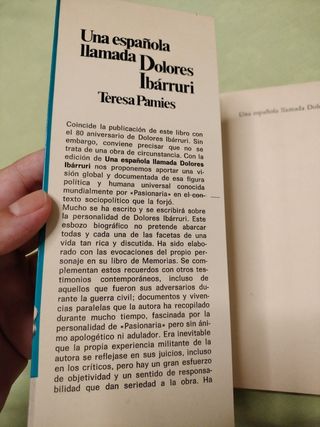 Una española
llamada Dolores
Ibárruri
Teresa Pamies
Coincide la publicación de este libro con
el 80 aniversario de Dolores Ibárruri. Sin
embargo, conviene precisar que no se
trata de una obra de circunstancia. Con la
edición de Una española llamada Dolores
Ibárruri nos proponemos aportar una vi-
sión global y documentada de esa figura
política y humana universal conocida
mundialmente por «Pasionaria» en el con-
texto sociopolítico que la forjó.
Mucho se ha escrito y se escribirá sobre
la personalidad de Dolores Ibárruri. Este
esbozo biográfico no pretende abarcar
todas y cada una de las facetas de una
vida tan rica y discutida. Ha sido elabo-
rado con las evocaciones del propio per-
sonaje en su libro de Memorias. Se com-
plementan estos recuerdos con otros tes-
timonios contemporáneos, incluso de
aquellos que fueron sus adversarios du-
rante la guerra civil; documentos y viven-
cias paralelas que la autora ha recopilado
durante mucho tiempo, fascinada por la
personalidad de «Pasionaria» pero sin áni-
mo apologético ni adulador. Era inevitable
que la propia experiencia militante de la
autora se reflejase en sus juicios, incluso
en los críticos, pero hay un gran esfuerzo
de objetividad y un sentido de responsa-
bilidad que dan seriedad a la obra. Ha
Una española llamada Dolores